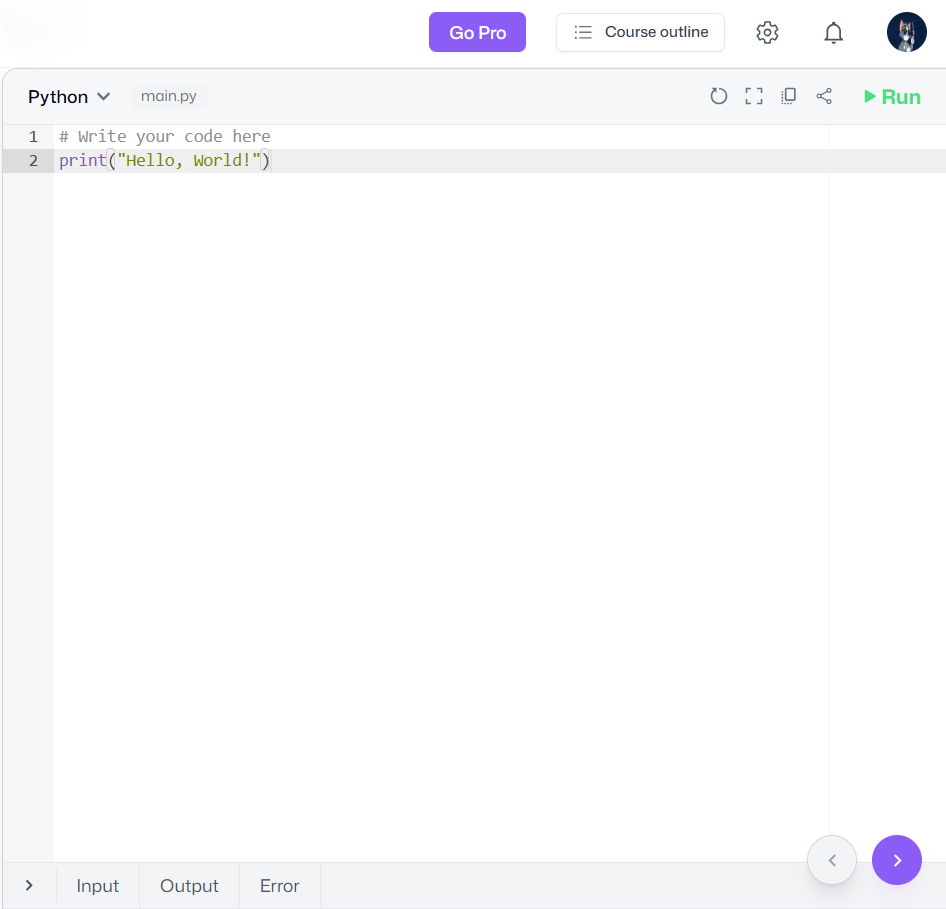 Go Pro
Course outline
Python
main.py
Run
1 # Write your code here
2 print("Hello, World!")
Input
Output
Error